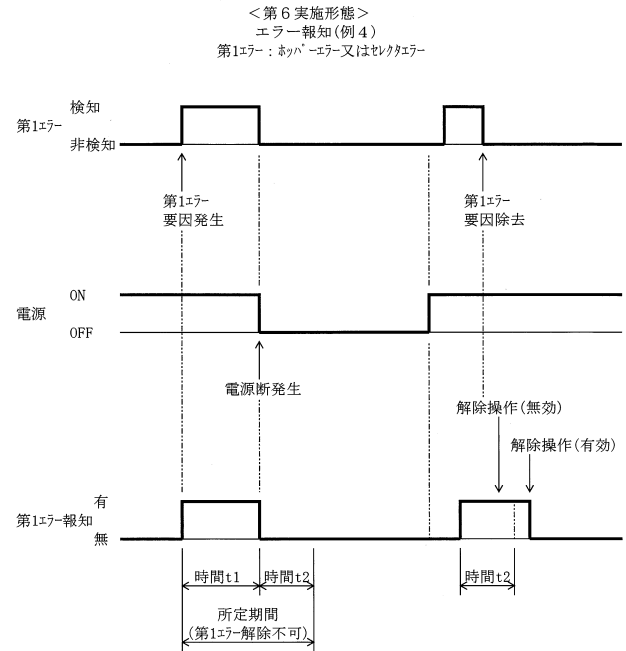 ＜第６実施形態＞
エラー報知(例４)
第1ｴﾗｰ：ﾎｯﾊﾟｰｴﾗｰ又はｾﾚｸﾀｴﾗｰ
検知
第1ｴﾗｰ
非検知
第1ｴﾗｰ
要因発生
第1ｴﾗｰ
要因除去
ON
電源
OFF
電源断発生
解除操作(無効)
解除操作(有効)
有
第1ｴﾗｰ報知
無
時間t1
時間t2
時間t2
所定期間
(第1ｴﾗｰ解除不可)